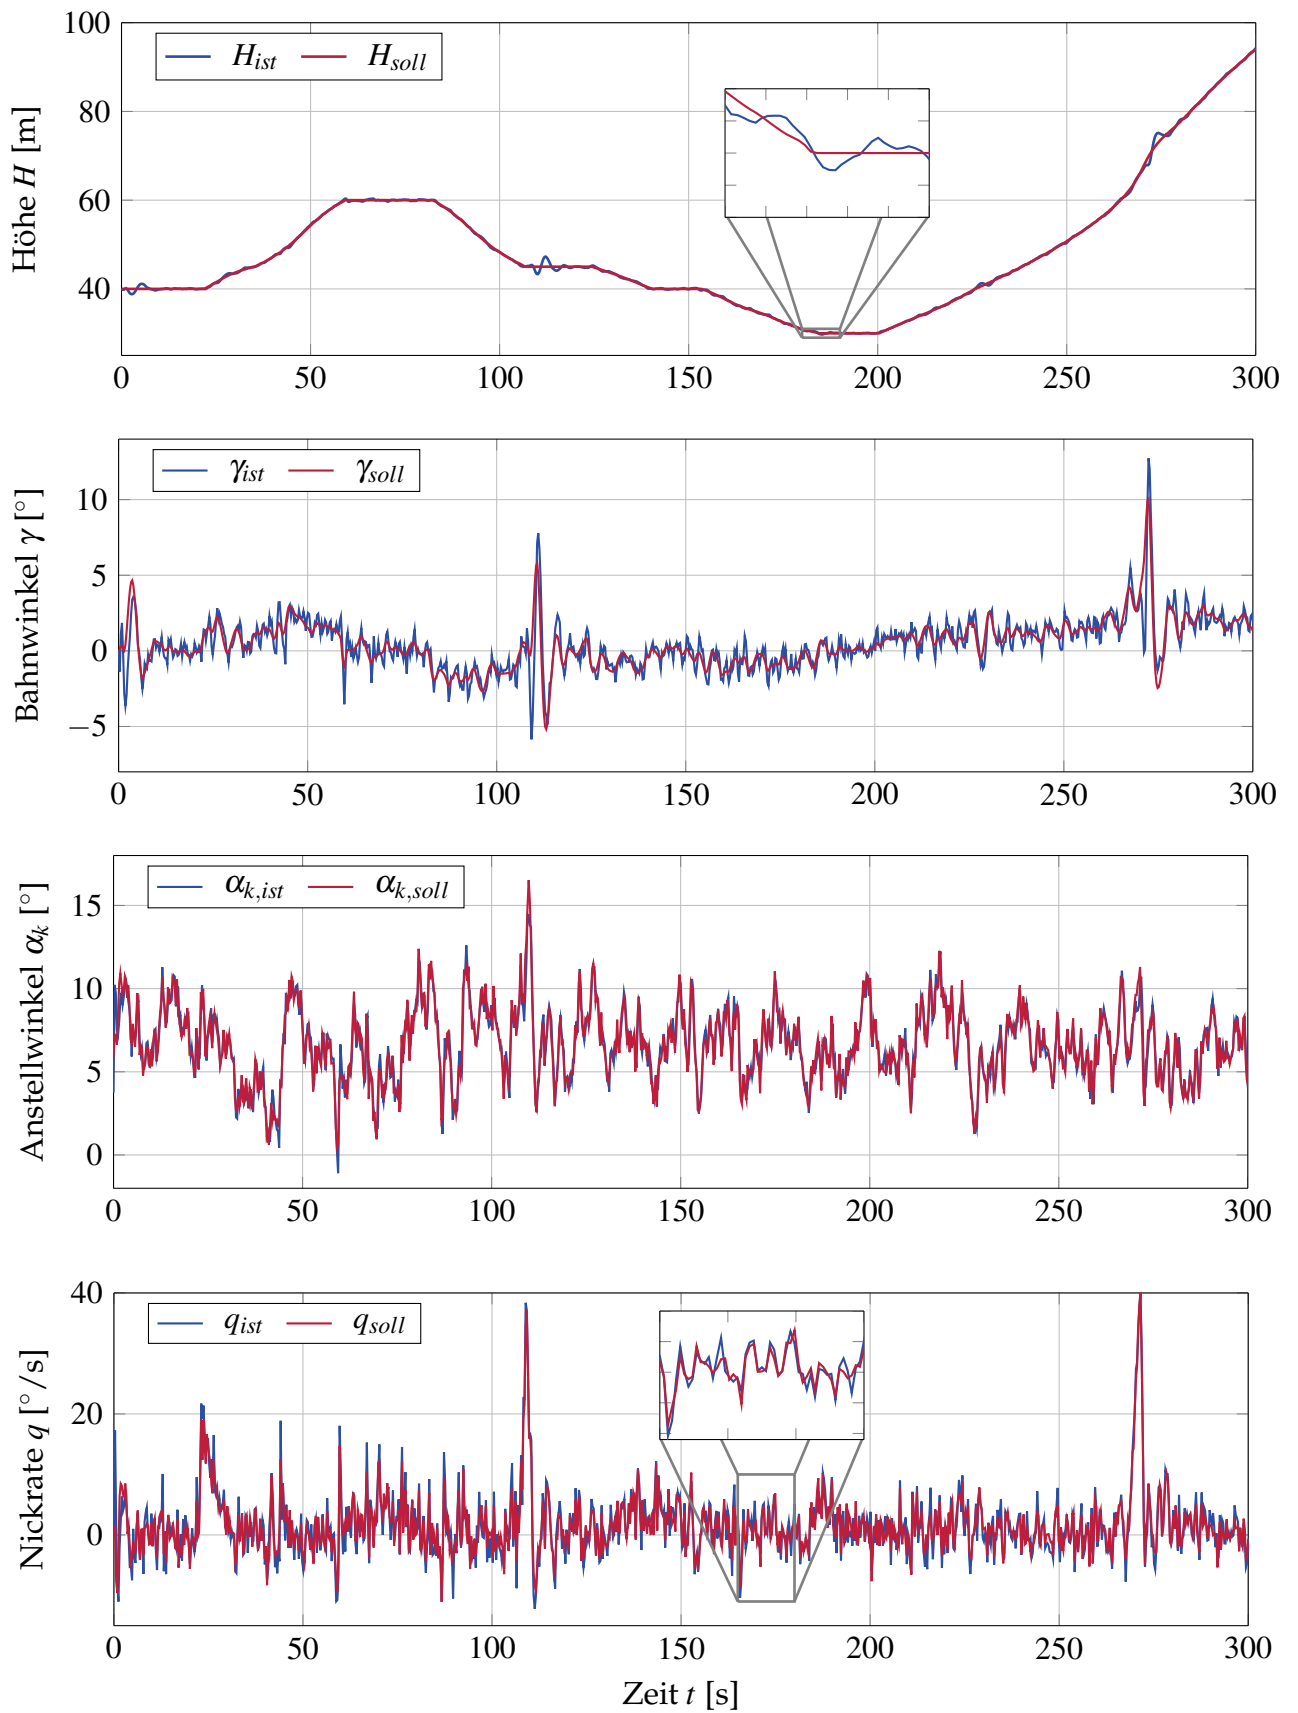 100
80
60
40
Höhe H [m]
H_ist H_soll
0 50 100 150 200 250 300
10
5
0
−5
Bahnwinkel γ [°]
γ_ist γ_soll
0 50 100 150 200 250 300
15
10
5
0
Anstellwinkel α_k [°]
α_k,ist α_k,soll
0 50 100 150 200 250 300
40
20
0
Nickrate q [°/s]
q_ist q_soll
0 50 100 150 200 250 300
Zeit t [s]